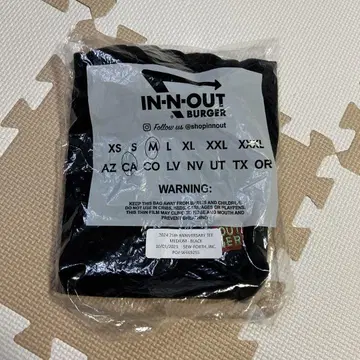 IN-N-OUT
BURGER
Follow us @shopinnout
XS S M L XL XXL XXXL
AZ CA CO LV NV UT TX OR
WARNING:
KEEP THIS BAG AWAY FROM BABIES AND CHILDREN.
DO NOT USE IN CRIBS, BEDS, CARRIAGES OR PLAYPENS.
THIS THIN FILM MAY CLING TO NOSE AND MOUTH AND
PREVENT BREATHING.
ANNIVERSARY TEE
MEDIUM - BLACK